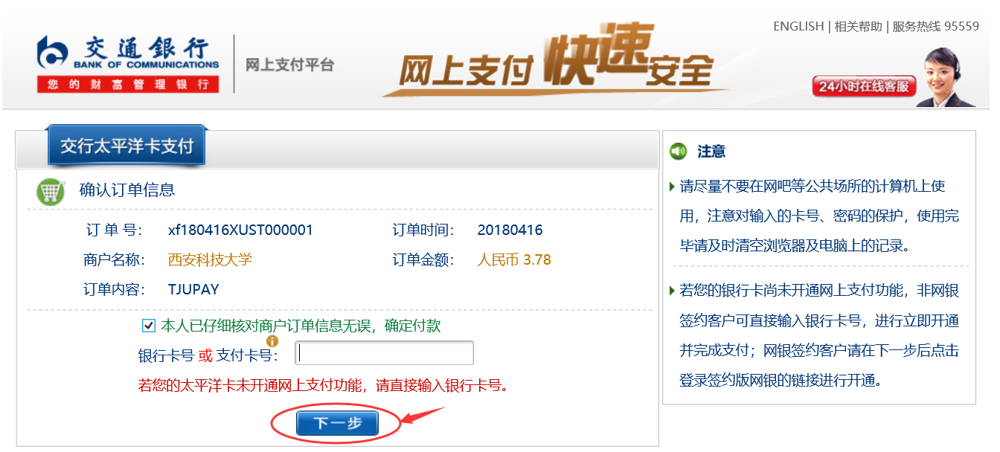 ENGLISH | 相关帮助 | 服务热线 95559
交通銀行
BANK OF COMMUNICATIONS
您的财富管理银行
网上支付平台
网上支付 快速安全
24小时在线客服
交行太平洋卡支付
确认订单信息
订 单 号： xf180416XUST000001 订单时间： 20180416
商户名称： 西安科技大学 订单金额： 人民币 3.78
订单内容： TJUPAY
本人已仔细核对商户订单信息无误，确定付款
银行卡号 或 支付卡号：
若您的太平洋卡未开通网上支付功能，请直接输入银行卡号。
下一步
注意
请尽量不要在网吧等公共场所的计算机上使
用，注意对输入的卡号、密码的保护，使用完
毕请及时清空浏览器及电脑上的记录。
若您的银行卡尚未开通网上支付功能，非网银
签约客户可直接输入银行卡号，进行立即开通
并完成支付；网银签约客户请在下一步后点击
登录签约版网银的链接进行开通。